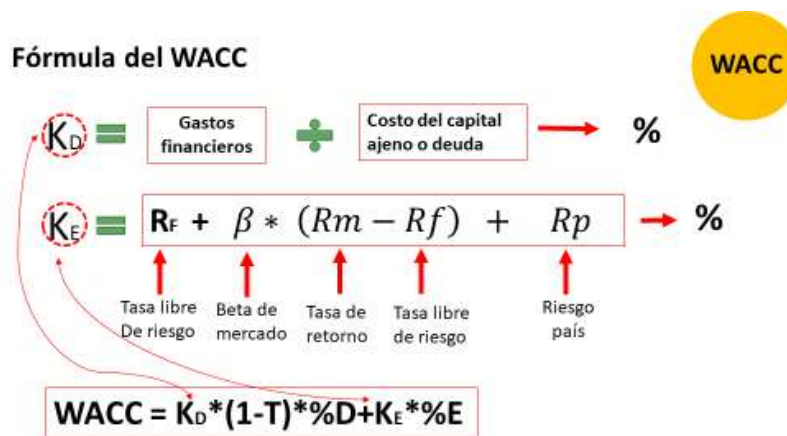 Fórmula del WACC
WACC
KD = Gastos financieros ÷ Costo del capital ajeno o deuda %
KE = RF + β * (Rm − Rf) + Rp %
Tasa libre De riesgo
Beta de mercado
Tasa de retorno
Tasa libre de riesgo
Riesgo país
WACC = KD*(1-T)*%D+KE*%E